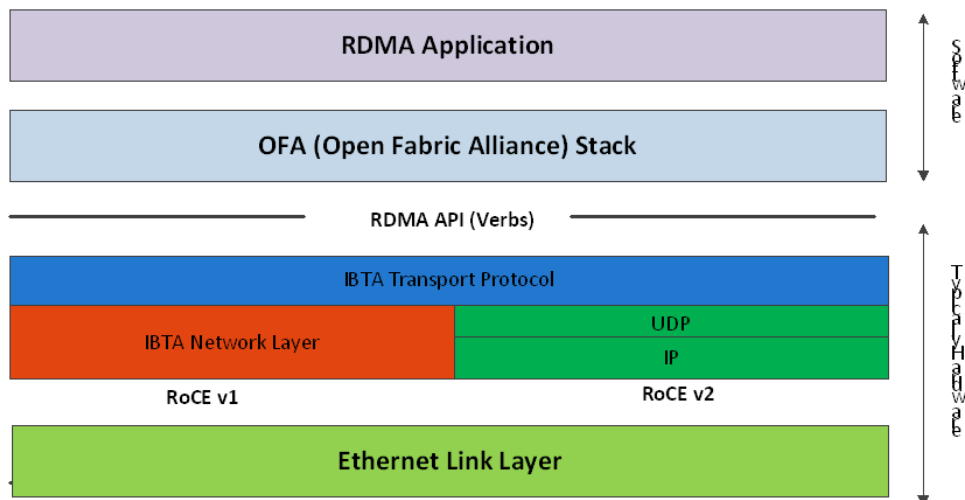 RDMA Application
Software
OFA (Open Fabric Alliance) Stack
RDMA API (Verbs)
IBTA Transport Protocol
IBTA Network Layer
UDP
IP
RoCE v1
RoCE v2
Ethernet Link Layer